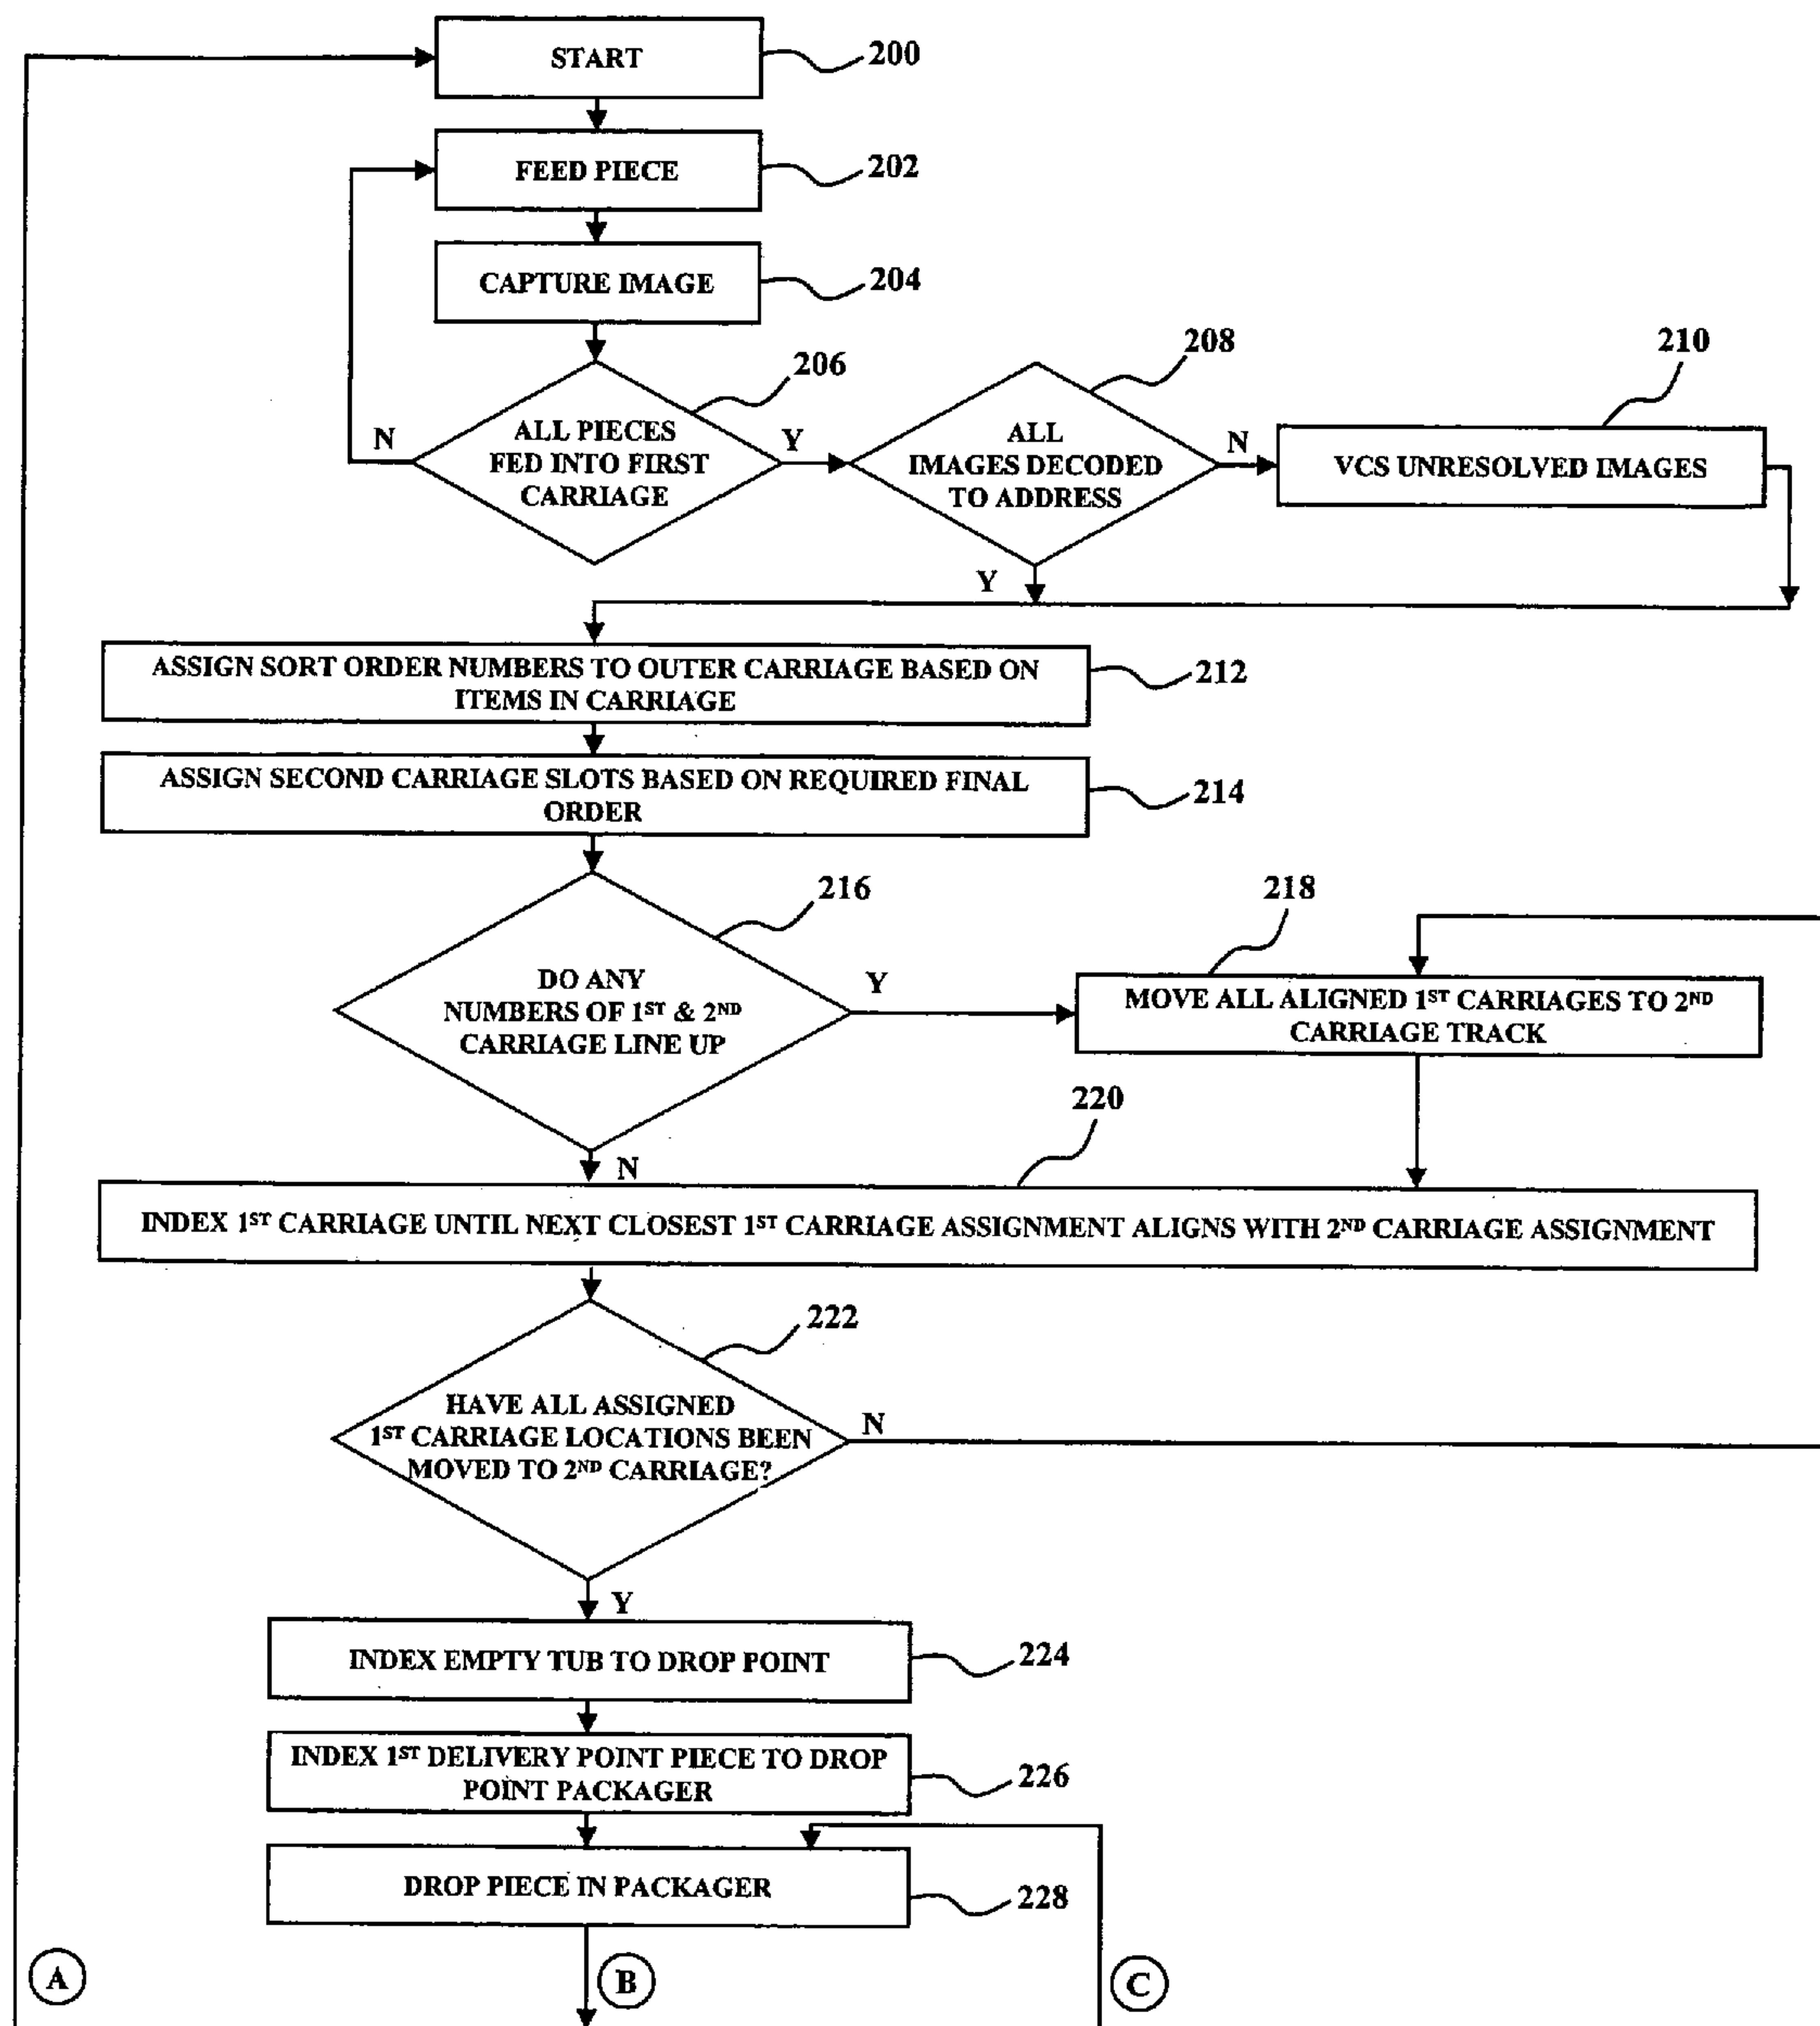 START
200
FEED PIECE
202
CAPTURE IMAGE
204
206
208
210
ALL PIECES
FED INTO FIRST
CARRIAGE
N
Y
ALL
IMAGES DECODED
TO ADDRESS
N
Y
VCS UNRESOLVED IMAGES
ASSIGN SORT ORDER NUMBERS TO OUTER CARRIAGE BASED ON
ITEMS IN CARRIAGE
212
ASSIGN SECOND CARRIAGE SLOTS BASED ON REQUIRED FINAL
ORDER
214
216
218
DO ANY
NUMBERS OF 1ST & 2ND
CARRIAGE LINE UP
Y
N
MOVE ALL ALIGNED 1ST CARRIAGES TO 2ND
CARRIAGE TRACK
220
INDEX 1ST CARRIAGE UNTIL NEXT CLOSEST 1ST CARRIAGE ASSIGNMENT ALIGNS WITH 2ND CARRIAGE ASSIGNMENT
222
HAVE ALL ASSIGNED
1ST CARRIAGE LOCATIONS BEEN
MOVED TO 2ND CARRIAGE?
N
Y
INDEX EMPTY TUB TO DROP POINT
224
INDEX 1ST DELIVERY POINT PIECE TO DROP
POINT PACKAGER
226
DROP PIECE IN PACKAGER
228
A
B
C